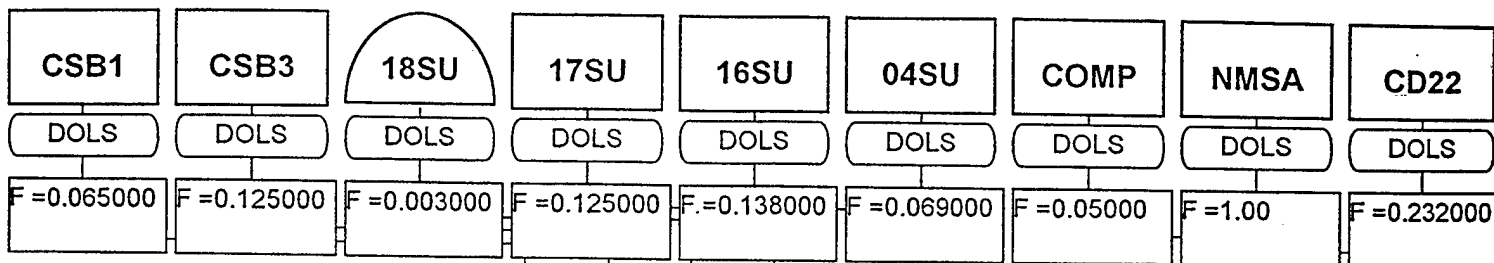 CSB1 CSB3 18SU 17SU 16SU 04SU COMP NMSA CD22
DOLS DOLS DOLS DOLS DOLS DOLS DOLS DOLS DOLS
F =0.065000 F =0.125000 F =0.003000 F =0.125000 F.=0.138000 F =0.069000 F =0.05000 F =1.00 F =0.232000